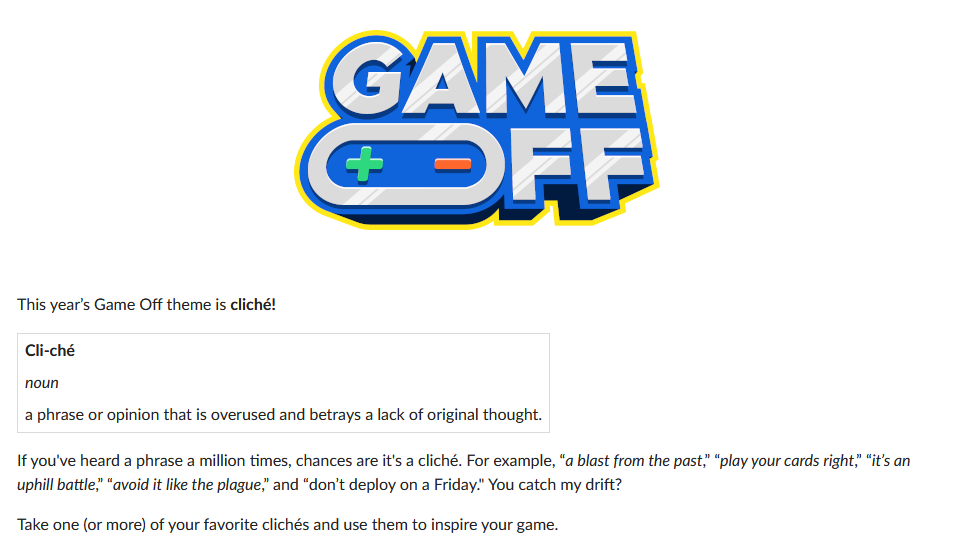 GAME
OFF
This year’s Game Off theme is cliché!
Cli-ché
noun
a phrase or opinion that is overused and betrays a lack of original thought.
If you've heard a phrase a million times, chances are it's a cliché. For example, “a blast from the past,” “play your cards right,” “it’s an
uphill battle,” “avoid it like the plague,” and “don’t deploy on a Friday." You catch my drift?
Take one (or more) of your favorite clichés and use them to inspire your game.